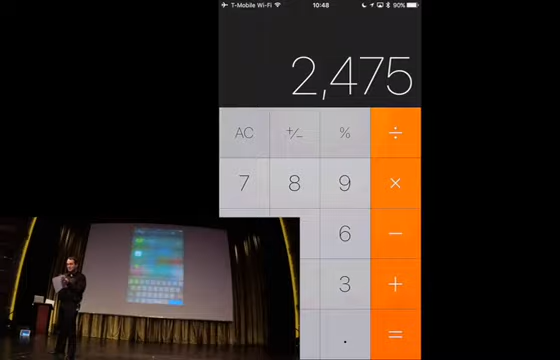 T-Mobile Wi-Fi 10:48 90%
2,475
AC +/− % ÷
7 8 9 ×
6 −
3 +
. =